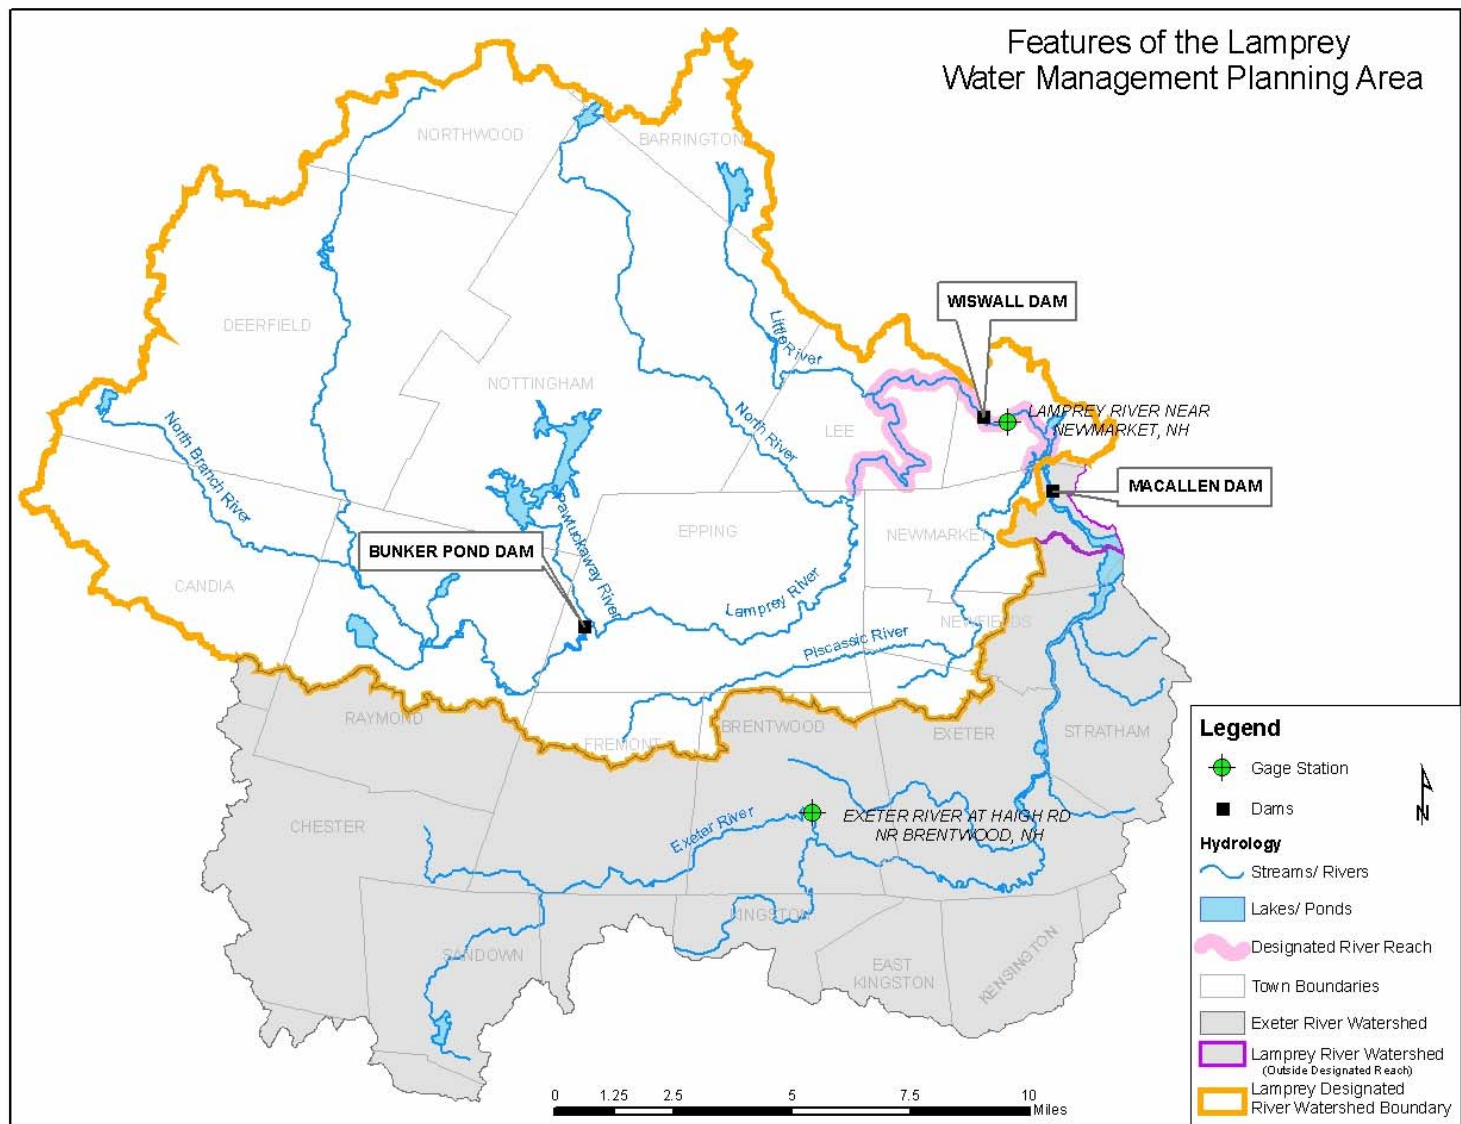 Features of the Lamprey
Water Management Planning Area
NORTHWOOD
BARRINGTON
DEERFIELD
NOTTINGHAM
Little River
WISWALL DAM
LAMPREY RIVER NEAR
NEWMARKET, NH
North River
LEE
North Branch River
MACALLEN DAM
Pawtuckaway River
EPPING
NEWMARKET
BUNKER POND DAM
CANDIA
Lamprey River
NEWFIELDS
Piscassic River
RAYMOND
FREMONT
BRENTWOOD
EXETER
STRATHAM
CHESTER
Exeter River
EXETER RIVER AT HAIGH RD
NR BRENTWOOD, NH
KINGSTON
SANDOWN
EAST
KINGSTON
KENSINGTON
Legend
Gage Station
Dams
N
Hydrology
Streams/ Rivers
Lakes/ Ponds
Designated River Reach
Town Boundaries
Exeter River Watershed
Lamprey River Watershed
(Outside Designated Reach)
Lamprey Designated
River Watershed Boundary
0 1.25 2.5 5 7.5 10
Miles